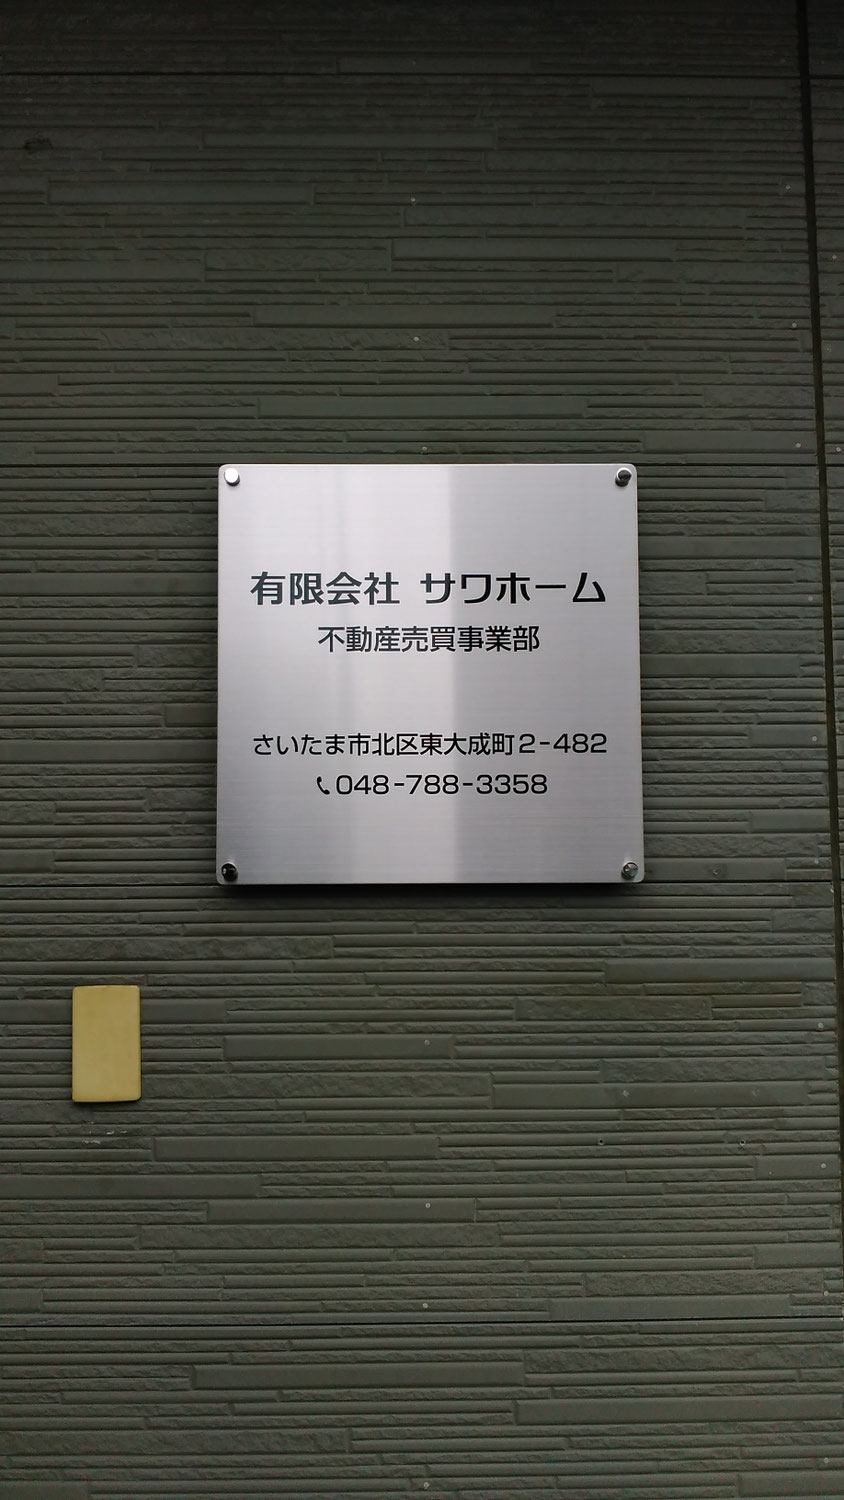 有限会社 サワホーム
不動産売買事業部
さいたま市北区東大成町2-482
048-788-3358